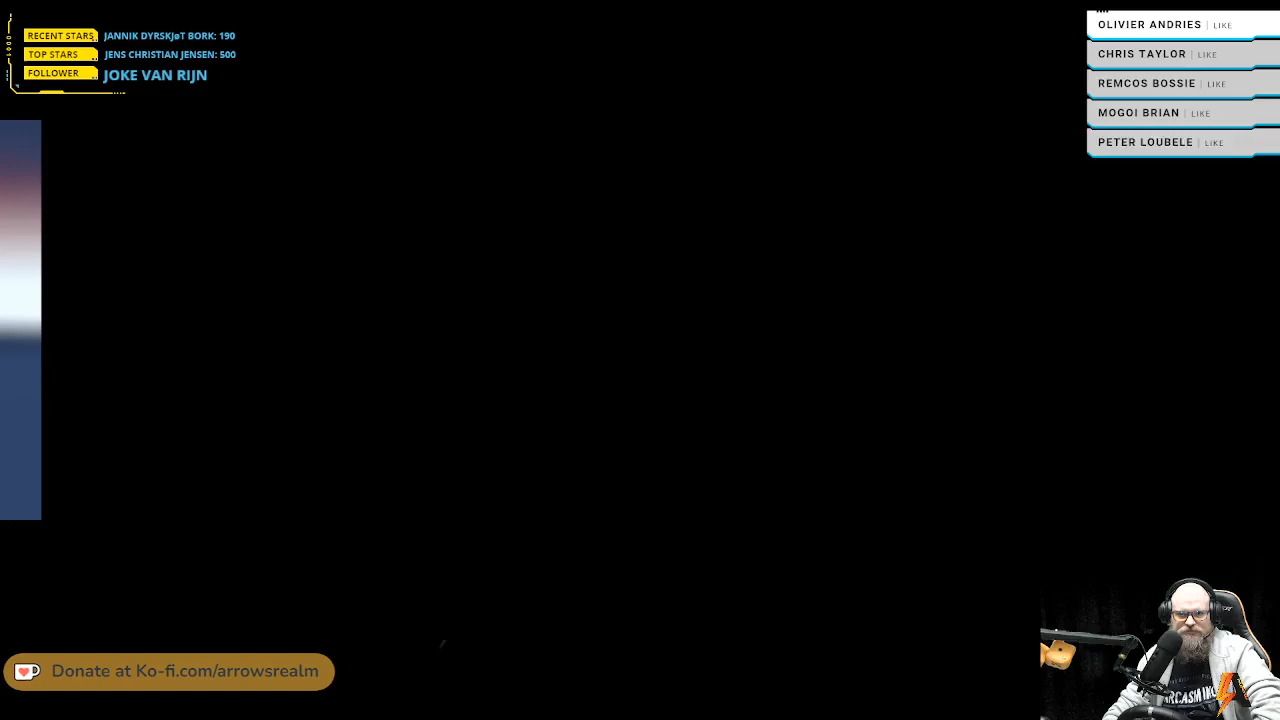 RECENT STARS JANNIK DYRSKJøT BORK: 190
TOP STARS JENS CHRISTIAN JENSEN: 500
FOLLOWER JOKE VAN RIJN
OLIVIER ANDRIES | LIKE
CHRIS TAYLOR | LIKE
REMCOS BOSSIE | LIKE
MOGOI BRIAN | LIKE
PETER LOUBELE | LIKE
Donate at Ko-fi.com/arrowsrealm